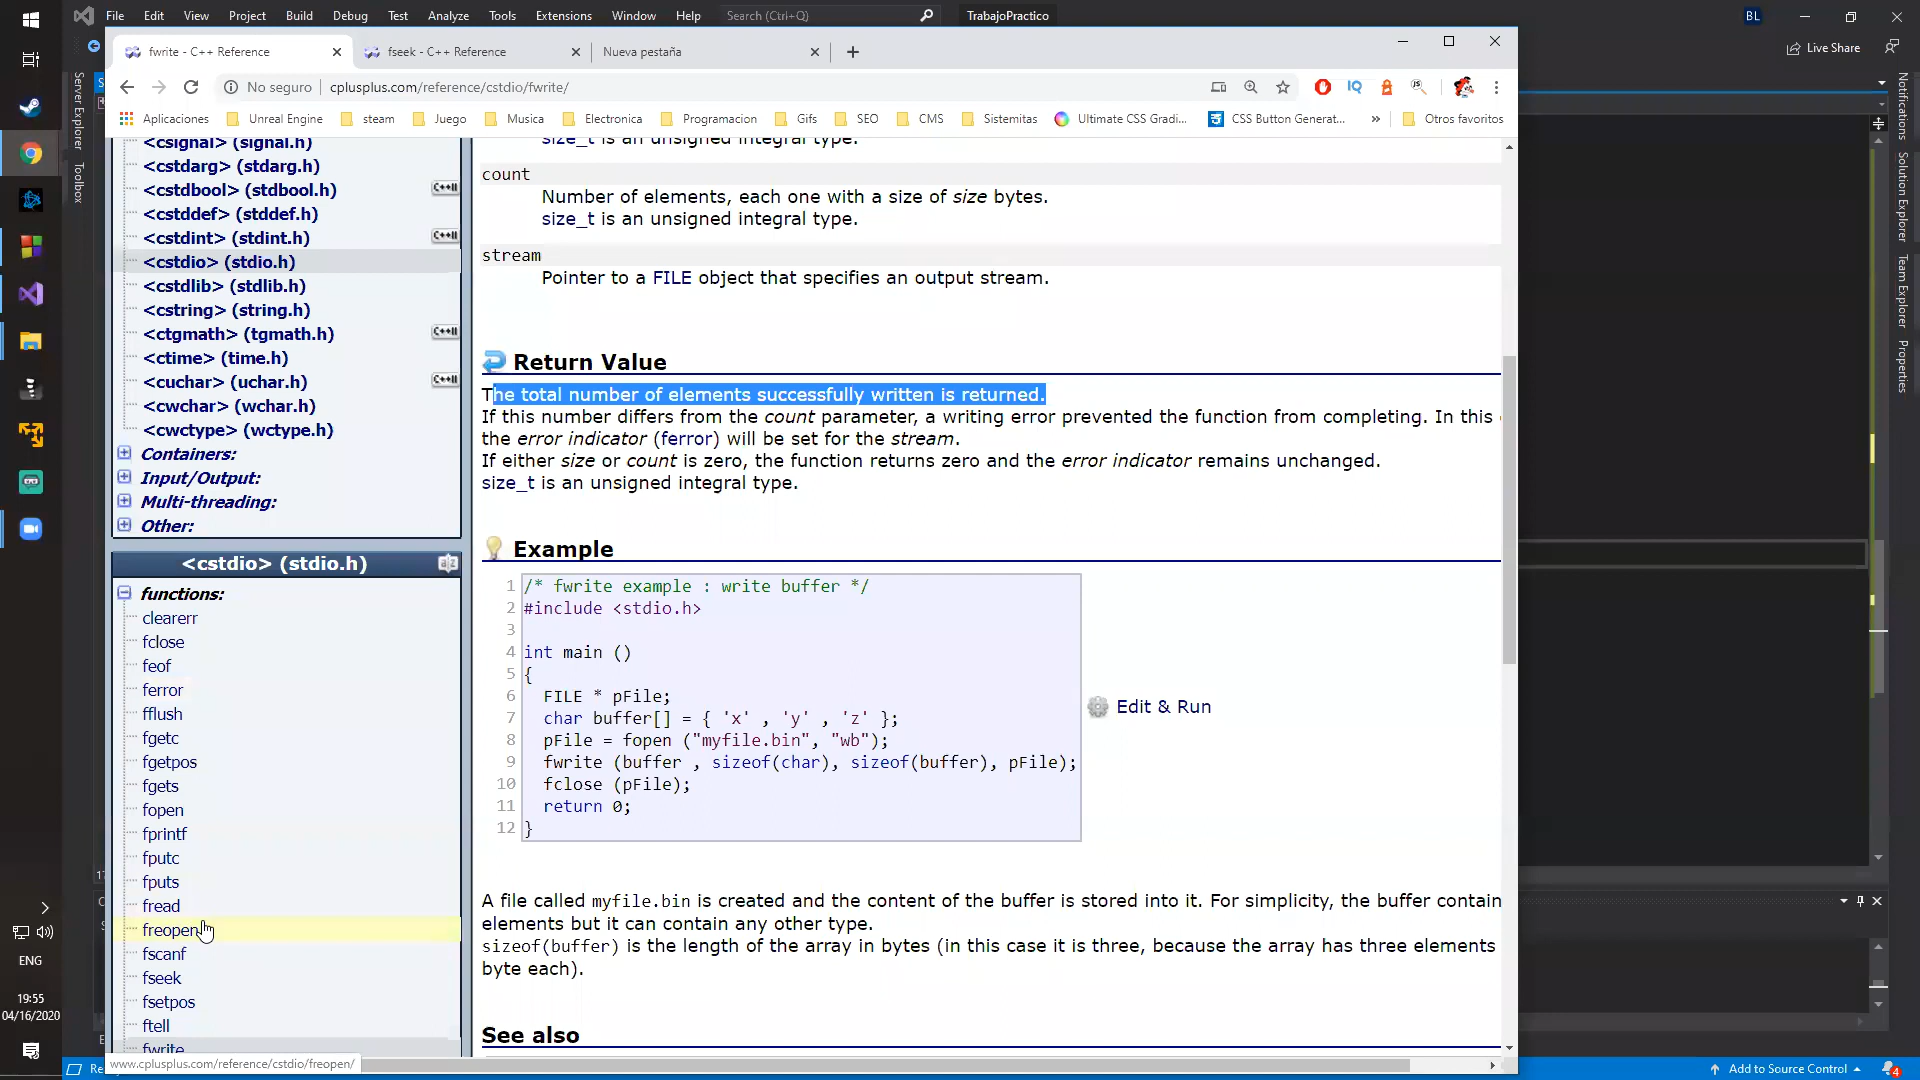 File Edit View Project Build Debug Test Analyze Tools Extensions Window Help Search (Ctrl+Q) TrabajoPractico BL
Live Share
fwrite - C++ Reference
fseek - C++ Reference
Nueva pestaña
No seguro cplusplus.com/reference/cstdio/fwrite/
Aplicaciones Unreal Engine steam Juego Musica Electronica Programacion Gifs SEO CMS Sistemitas Ultimate CSS Gradi... CSS Button Generat... » Otros favoritos
Server Explorer
Toolbox
Notifications
Solution Explorer
Team Explorer
Properties
<csignal> (signal.h)
<cstdarg> (stdarg.h)
<cstdbool> (stdbool.h) C++11
<cstddef> (stddef.h)
<cstdint> (stdint.h) C++11
<cstdio> (stdio.h)
<cstdlib> (stdlib.h)
<cstring> (string.h)
<ctgmath> (tgmath.h) C++11
<ctime> (time.h)
<cuchar> (uchar.h) C++11
<cwchar> (wchar.h)
<cwctype> (wctype.h)
Containers:
Input/Output:
Multi-threading:
Other:
<cstdio> (stdio.h)
functions:
clearerr
fclose
feof
ferror
fflush
fgetc
fgetpos
fgets
fopen
fprintf
fputc
fputs
fread
freopen
fscanf
fseek
fsetpos
ftell
fwrite
www.cplusplus.com/reference/cstdio/freopen/
size_t is an unsigned integral type.
count
Number of elements, each one with a size of size bytes.
size_t is an unsigned integral type.
stream
Pointer to a FILE object that specifies an output stream.
Return Value
The total number of elements successfully written is returned.
If this number differs from the count parameter, a writing error prevented the function from completing. In this
the error indicator (ferror) will be set for the stream.
If either size or count is zero, the function returns zero and the error indicator remains unchanged.
size_t is an unsigned integral type.
Example
1 /* fwrite example : write buffer */
2 #include <stdio.h>
3
4 int main ()
5 {
6 FILE * pFile;
7 char buffer[] = { 'x' , 'y' , 'z' };
8 pFile = fopen ("myfile.bin", "wb");
9 fwrite (buffer , sizeof(char), sizeof(buffer), pFile);
10 fclose (pFile);
11 return 0;
12 }
Edit & Run
A file called myfile.bin is created and the content of the buffer is stored into it. For simplicity, the buffer contain
elements but it can contain any other type.
sizeof(buffer) is the length of the array in bytes (in this case it is three, because the array has three elements
byte each).
See also
ENG
19:55
04/16/2020
Add to Source Control
4